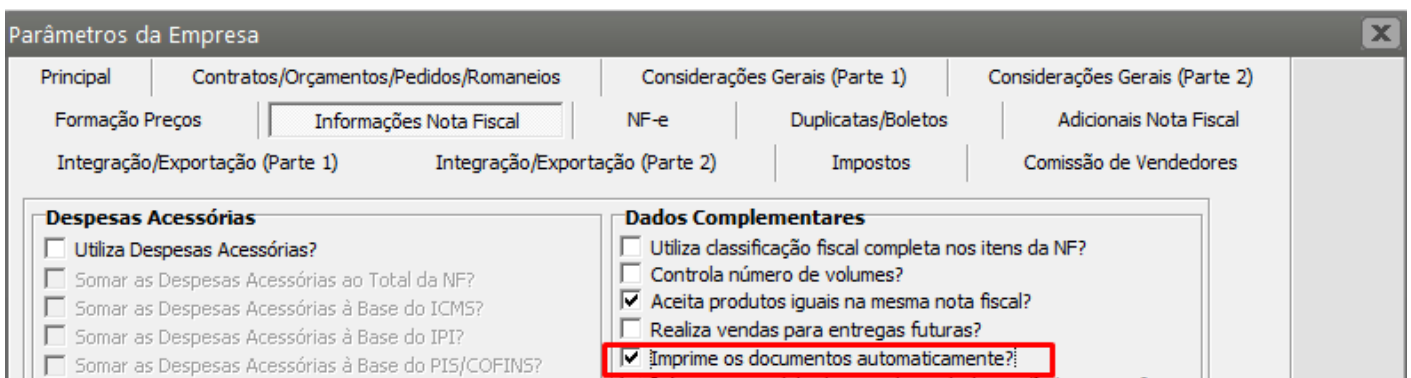 Parâmetros da Empresa
Principal
Contratos/Orçamentos/Pedidos/Romaneios
Considerações Gerais (Parte 1)
Considerações Gerais (Parte 2)
Formação Preços
Informações Nota Fiscal
NF-e
Duplicatas/Boletos
Adicionais Nota Fiscal
Integração/Exportação (Parte 1)
Integração/Exportação (Parte 2)
Impostos
Comissão de Vendedores
Despesas Acessórias
Utiliza Despesas Acessórias?
Somar as Despesas Acessórias ao Total da NF?
Somar as Despesas Acessórias à Base do ICMS?
Somar as Despesas Acessórias à Base do IPI?
Somar as Despesas Acessórias à Base do PIS/COFINS?
Dados Complementares
Utiliza classificação fiscal completa nos itens da NF?
Controla número de volumes?
Aceita produtos iguais na mesma nota fiscal?
Realiza vendas para entregas futuras?
Imprime os documentos automaticamente?